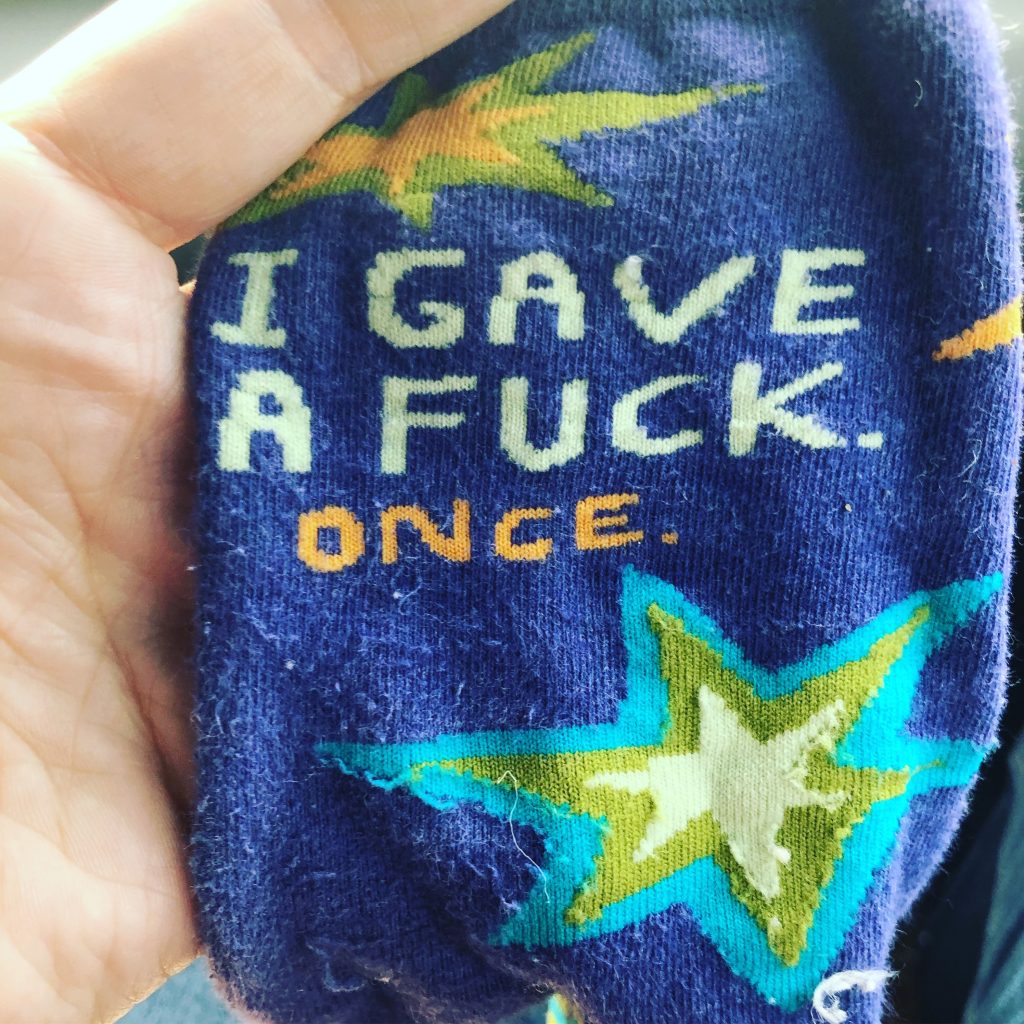 I GAVE
A FUCK.
ONCE.